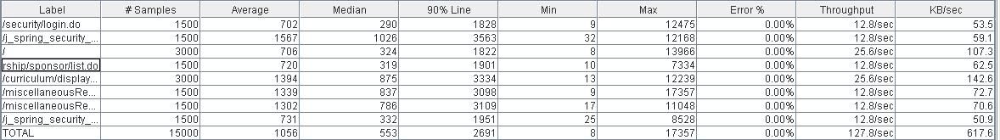 Label # Samples Average Median 90% Line Min Max Error % Throughput KB/sec
/security/login.do 1500 702 290 1828 9 12475 0.00% 12.8/sec 53.5
/j_spring_security_... 1500 1567 1026 3563 32 12168 0.00% 12.8/sec 59.1
/ 3000 706 324 1822 8 13966 0.00% 25.6/sec 107.3
rship/sponsor/list.do 1500 720 319 1901 10 7334 0.00% 12.8/sec 62.5
/curriculum/display... 3000 1394 875 3334 13 12239 0.00% 25.6/sec 142.6
/miscellaneousRe... 1500 1339 837 3098 9 17357 0.00% 12.8/sec 72.7
/miscellaneousRe... 1500 1302 786 3109 17 11048 0.00% 12.8/sec 70.6
/j_spring_security_... 1500 731 332 1951 25 8528 0.00% 12.8/sec 50.9
TOTAL 15000 1056 553 2691 8 17357 0.00% 127.8/sec 617.6